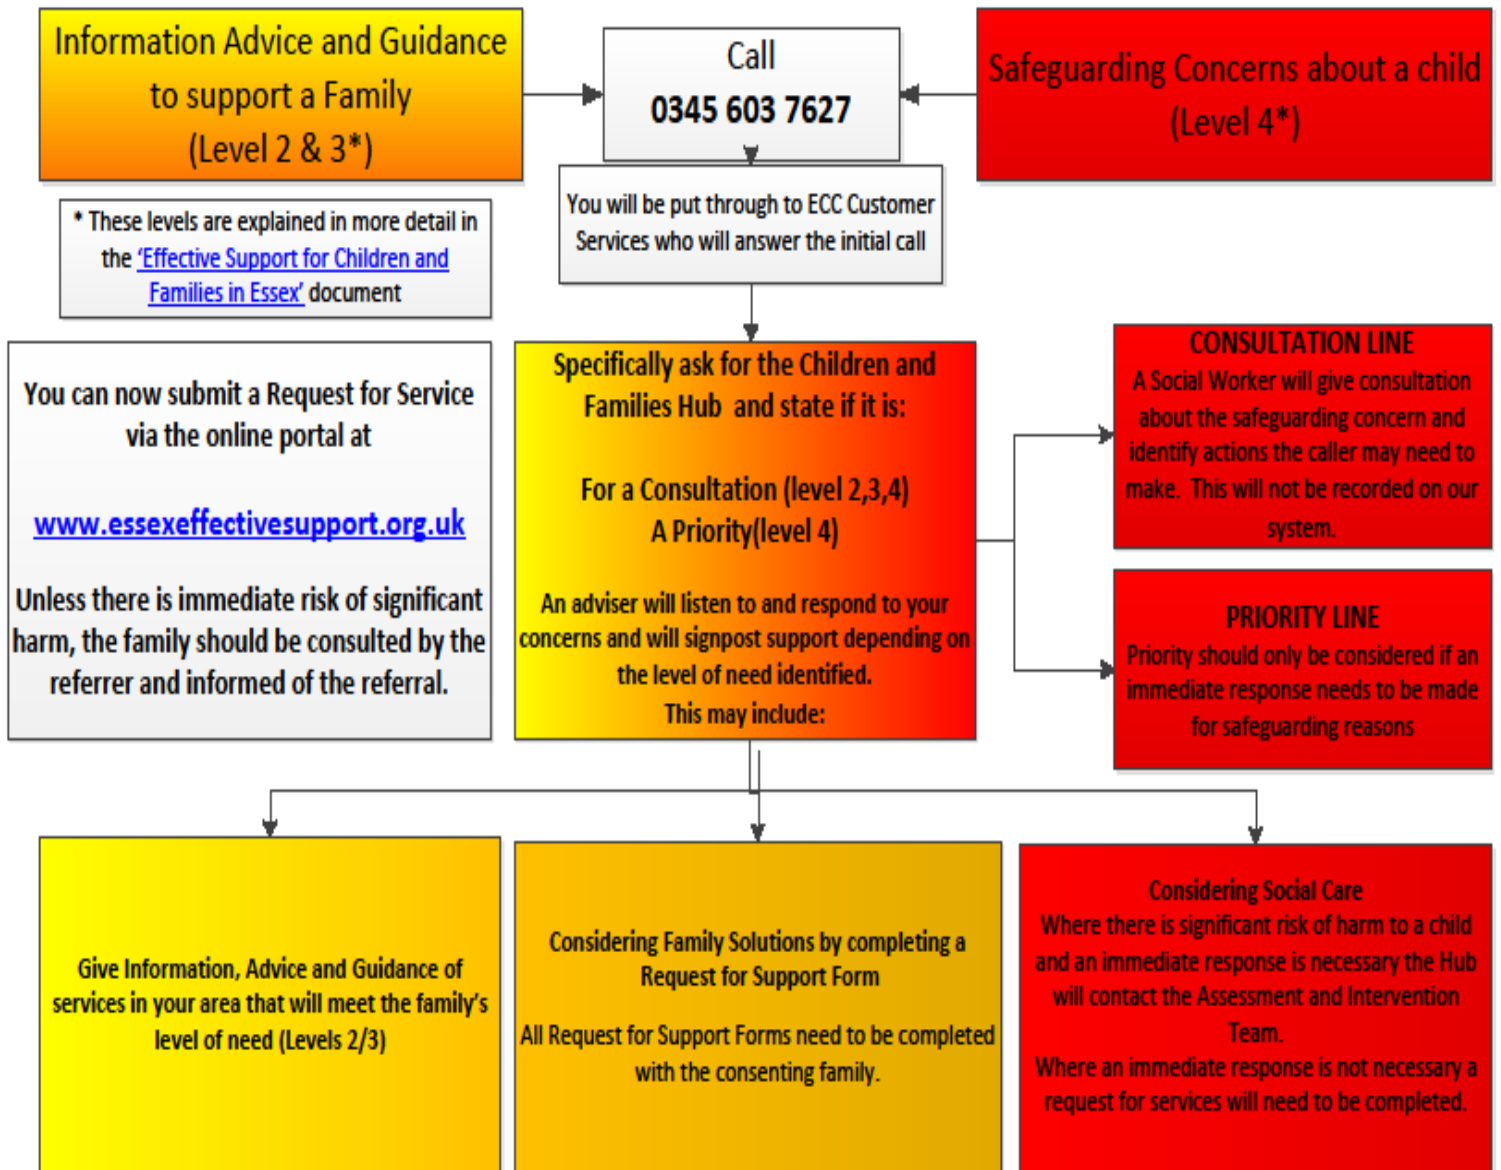 Information Advice and Guidance
to support a Family
(Level 2 & 3*)
Call
0345 603 7627
Safeguarding Concerns about a child
(Level 4*)
* These levels are explained in more detail in
the ‘Effective Support for Children and
Families in Essex’ document
You will be put through to ECC Customer
Services who will answer the initial call
You can now submit a Request for Service
via the online portal at
www.essexeffectivesupport.org.uk
Unless there is immediate risk of significant
harm, the family should be consulted by the
referrer and informed of the referral.
Specifically ask for the Children and
Families Hub and state if it is:
For a Consultation (level 2,3,4)
A Priority(level 4)
An adviser will listen to and respond to your
concerns and will signpost support depending on
the level of need identified.
This may include:
CONSULTATION LINE
A Social Worker will give consultation
about the safeguarding concern and
identify actions the caller may need to
make. This will not be recorded on our
system.
PRIORITY LINE
Priority should only be considered if an
immediate response needs to be made
for safeguarding reasons
Give Information, Advice and Guidance of
services in your area that will meet the family’s
level of need (Levels 2/3)
Considering Family Solutions by completing a
Request for Support Form
All Request for Support Forms need to be completed
with the consenting family.
Considering Social Care
Where there is significant risk of harm to a child
and an immediate response is necessary the Hub
will contact the Assessment and Intervention
Team.
Where an immediate response is not necessary a
request for services will need to be completed.